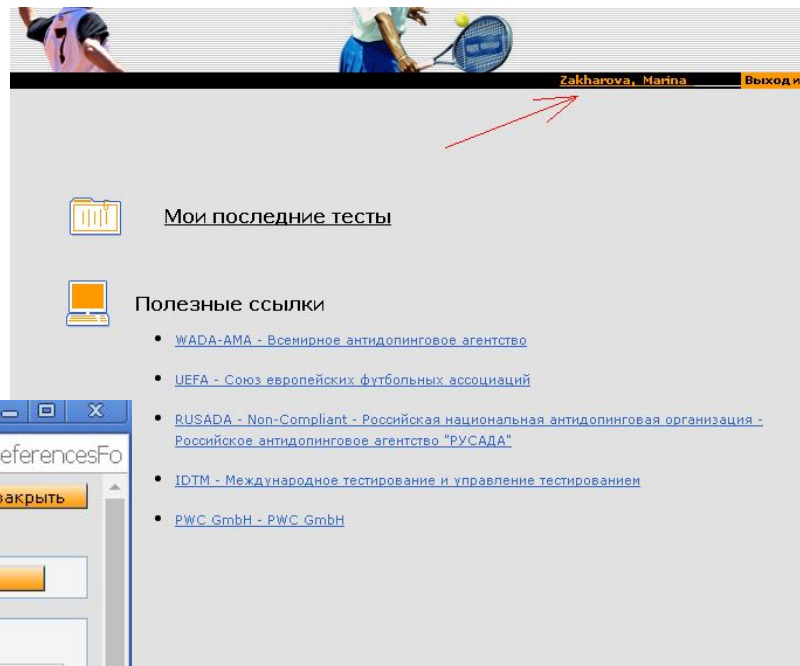 7
Zakharova, Marina
Выход и
Мои последние тесты
Полезные ссылки
WADA-AMA - Всемирное антидопинговое агентство
UEFA - Союз европейских футбольных ассоциаций
RUSADA - Non-Compliant - Российская национальная антидопинговая организация -
Российское антидопинговое агентство "РУСАДА"
IDTM - Международное тестирование и управление тестированием
PWC GmbH - PWC GmbH
eferencesFo
закрыть